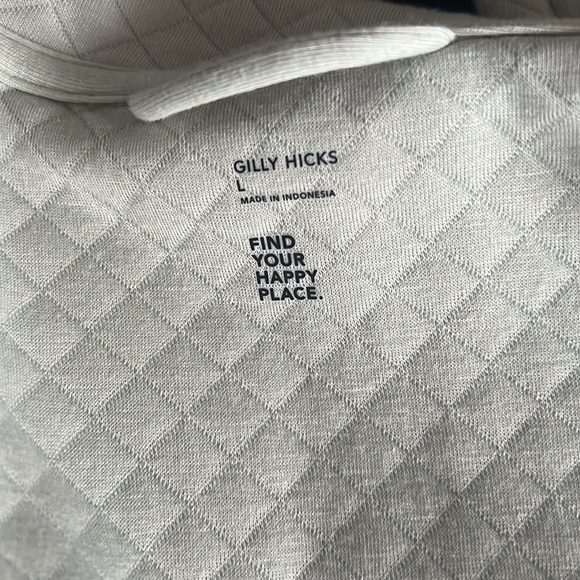 GILLY HICKS
L
MADE IN INDONESIA
FIND
YOUR
HAPPY
PLACE.